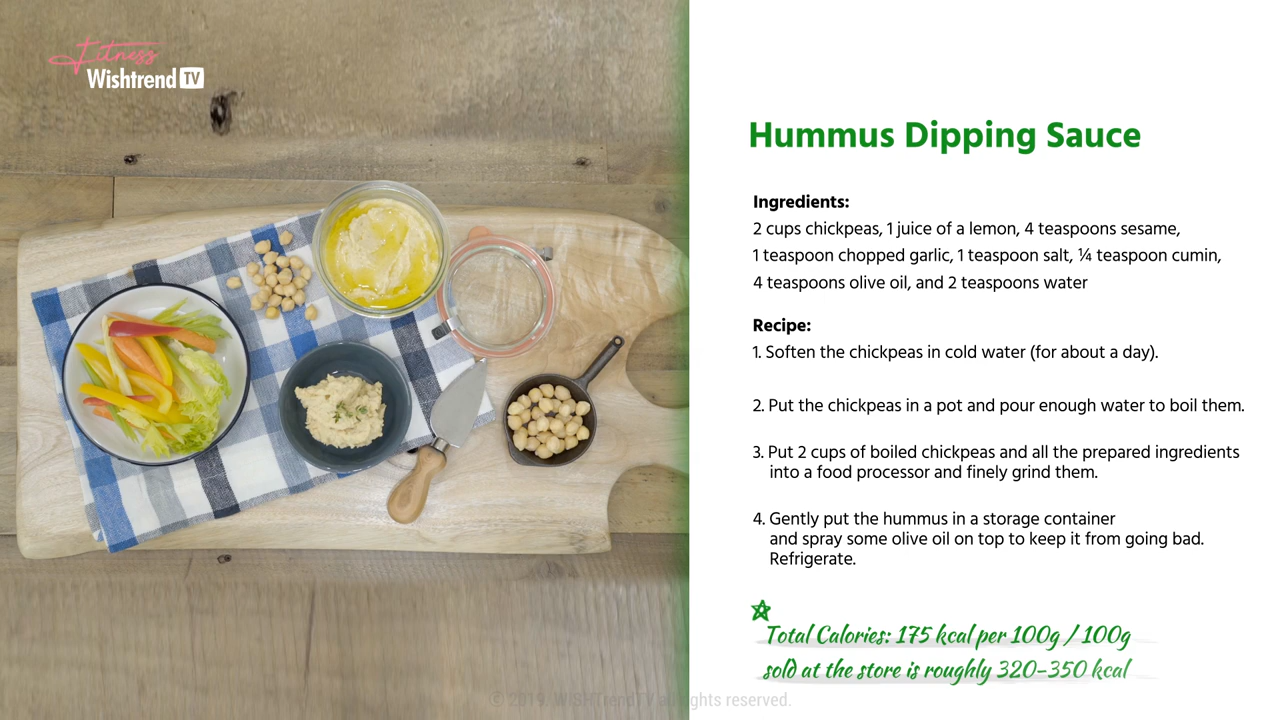 Fitness
Wishtrend TV
Hummus Dipping Sauce
Ingredients:
2 cups chickpeas, 1 juice of a lemon, 4 teaspoons sesame,
1 teaspoon chopped garlic, 1 teaspoon salt, ¼ teaspoon cumin,
4 teaspoons olive oil, and 2 teaspoons water
Recipe:
1. Soften the chickpeas in cold water (for about a day).
2. Put the chickpeas in a pot and pour enough water to boil them.
3. Put 2 cups of boiled chickpeas and all the prepared ingredients
into a food processor and finely grind them.
4. Gently put the hummus in a storage container
and spray some olive oil on top to keep it from going bad.
Refrigerate.
Total Calories: 175 kcal per 100g / 100g
sold at the store is roughly 320-350 kcal
© 2019. WISHTrendTV all rights reserved.